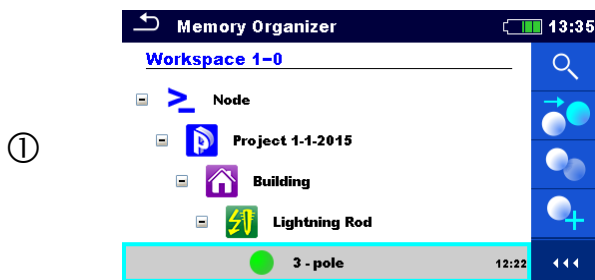 Memory Organizer 13:35
Workspace 1-0
Node
Project 1-1-2015
①
Building
Lightning Rod
3 - pole 12:22